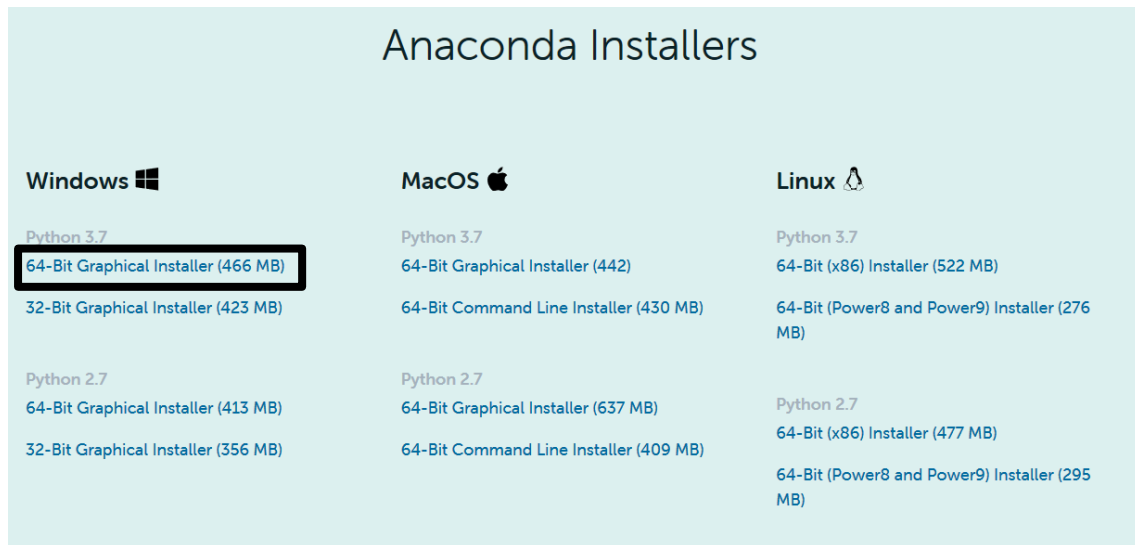 Anaconda Installers
Windows
Python 3.7
64-Bit Graphical Installer (466 MB)
32-Bit Graphical Installer (423 MB)
Python 2.7
64-Bit Graphical Installer (413 MB)
32-Bit Graphical Installer (356 MB)
MacOS
Python 3.7
64-Bit Graphical Installer (442)
64-Bit Command Line Installer (430 MB)
Python 2.7
64-Bit Graphical Installer (637 MB)
64-Bit Command Line Installer (409 MB)
Linux
Python 3.7
64-Bit (x86) Installer (522 MB)
64-Bit (Power8 and Power9) Installer (276
MB)
Python 2.7
64-Bit (x86) Installer (477 MB)
64-Bit (Power8 and Power9) Installer (295
MB)